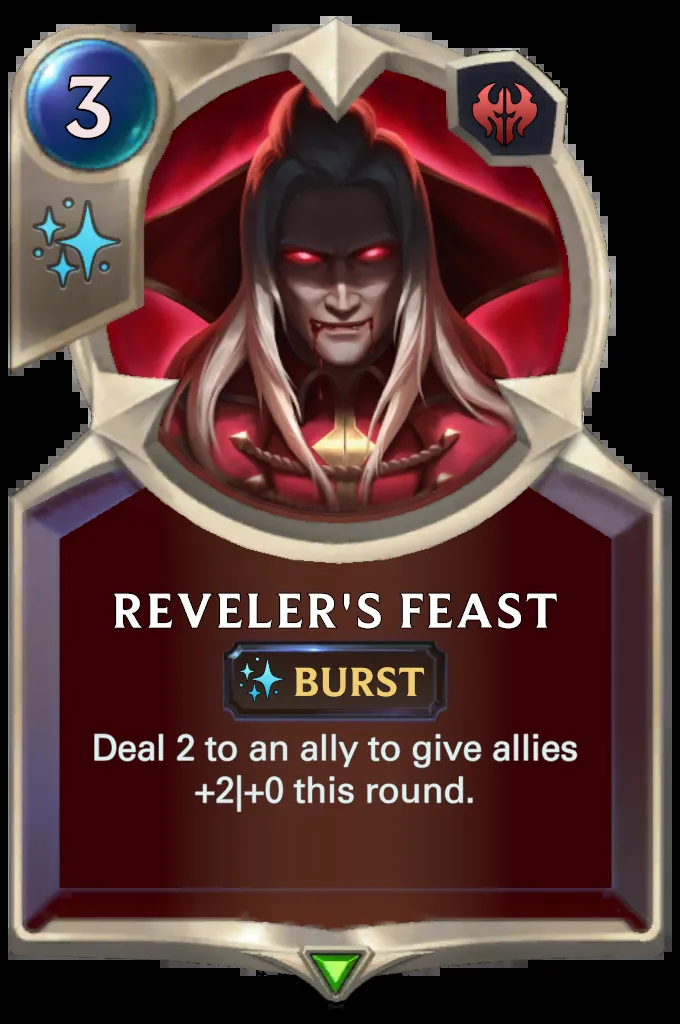 3
REVELER'S FEAST
BURST
Deal 2 to an ally to give allies
+2|+0 this round.